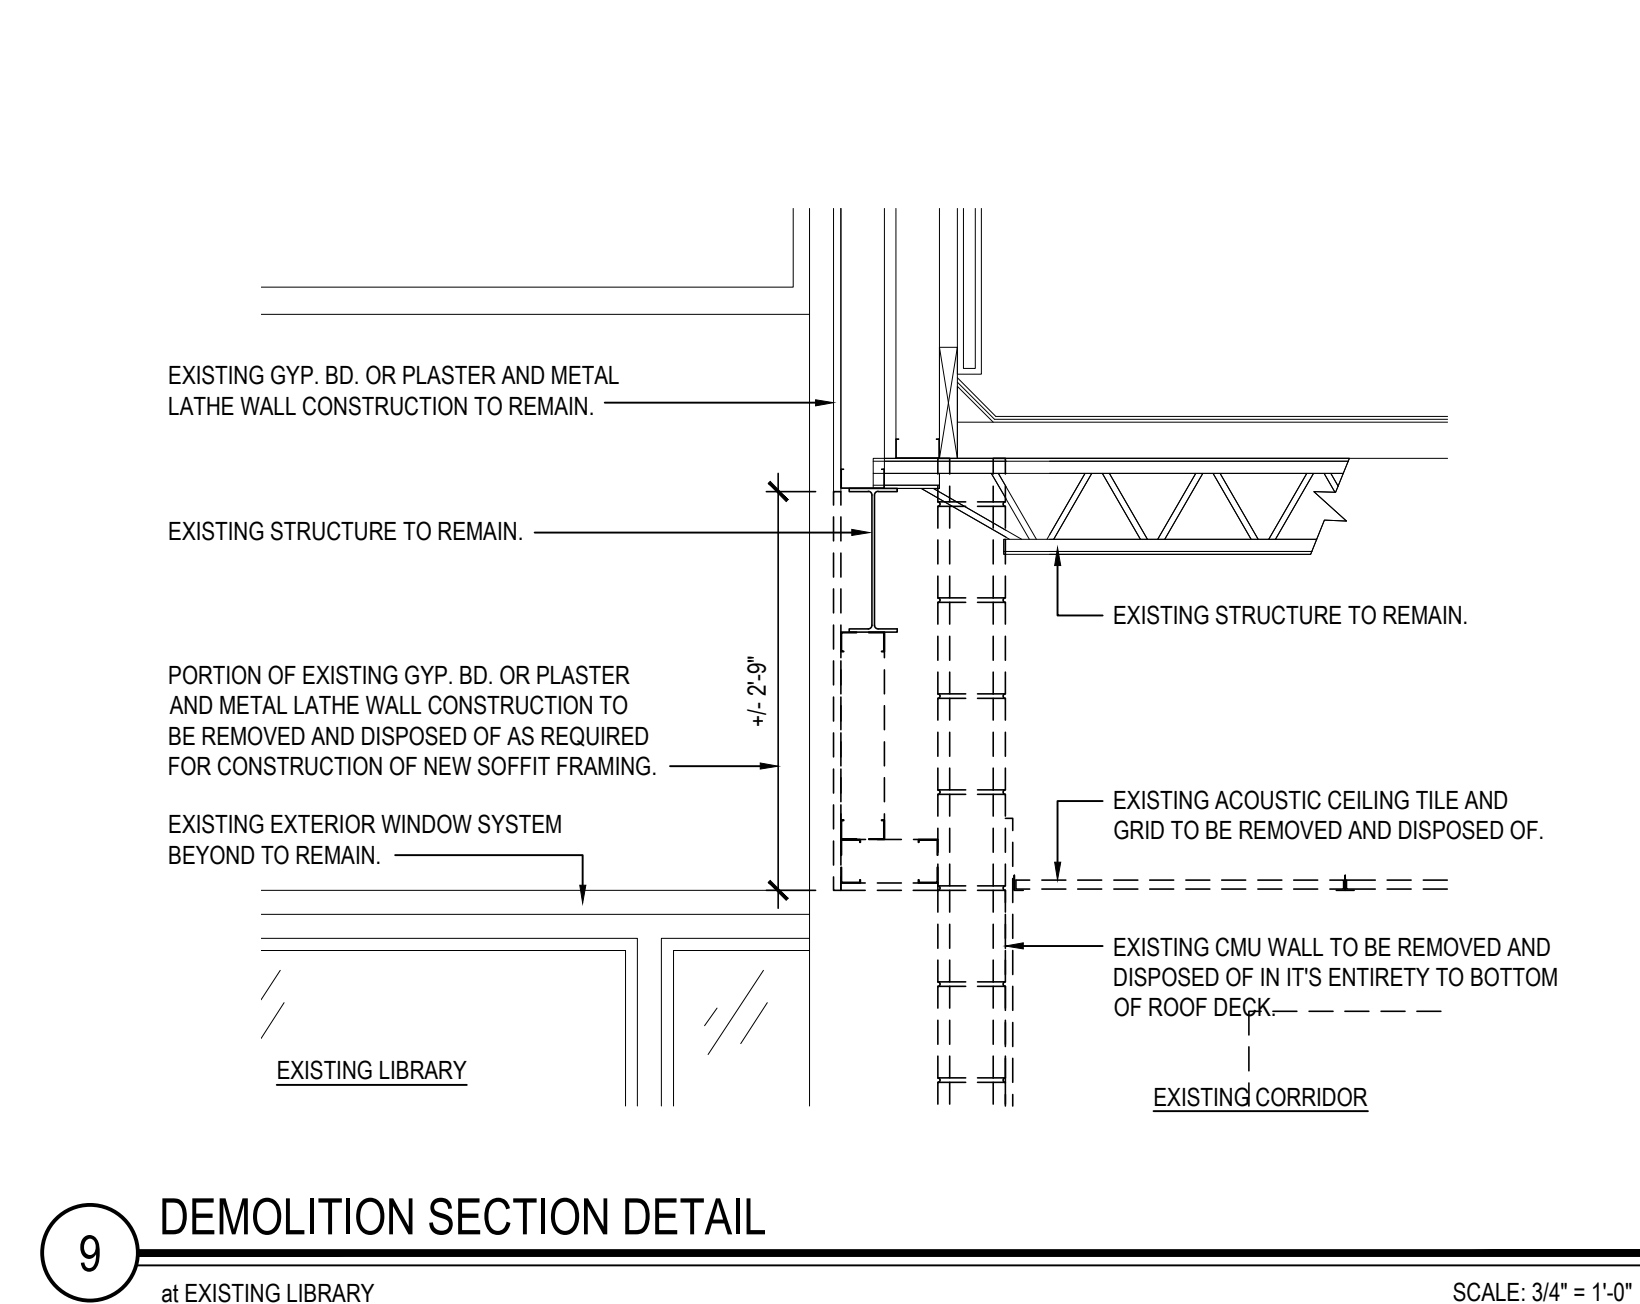 EXISTING GYP. BD. OR PLASTER AND METAL
LATHE WALL CONSTRUCTION TO REMAIN.
EXISTING STRUCTURE TO REMAIN.
EXISTING STRUCTURE TO REMAIN.
PORTION OF EXISTING GYP. BD. OR PLASTER
AND METAL LATHE WALL CONSTRUCTION TO
BE REMOVED AND DISPOSED OF AS REQUIRED
FOR CONSTRUCTION OF NEW SOFFIT FRAMING.
+/- 2'-9"
EXISTING EXTERIOR WINDOW SYSTEM
BEYOND TO REMAIN.
EXISTING ACOUSTIC CEILING TILE AND
GRID TO BE REMOVED AND DISPOSED OF.
EXISTING CMU WALL TO BE REMOVED AND
DISPOSED OF IN IT'S ENTIRETY TO BOTTOM
OF ROOF DECK.
EXISTING LIBRARY
EXISTING CORRIDOR
9
DEMOLITION SECTION DETAIL
at EXISTING LIBRARY
SCALE: 3/4" = 1'-0"